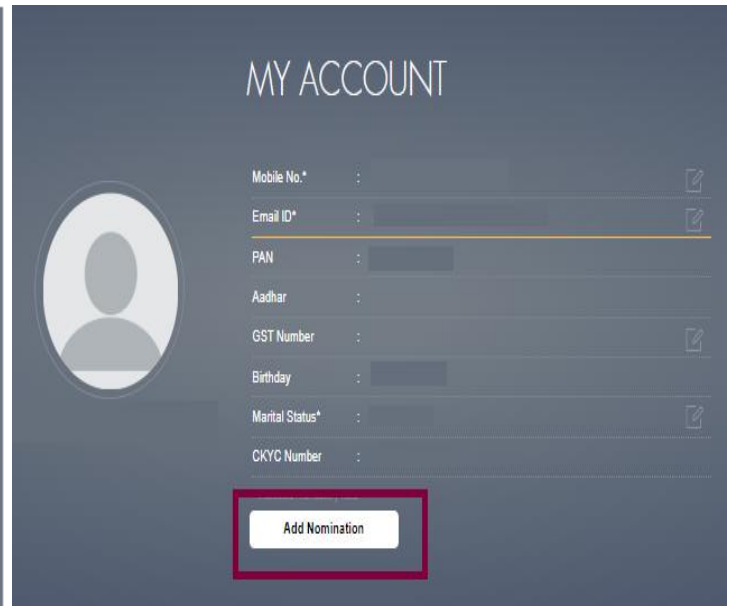 MY ACCOUNT
Mobile No.* :
Email ID* :
PAN :
Aadhar :
GST Number :
Birthday :
Marital Status* :
CKYC Number :
Add Nomination